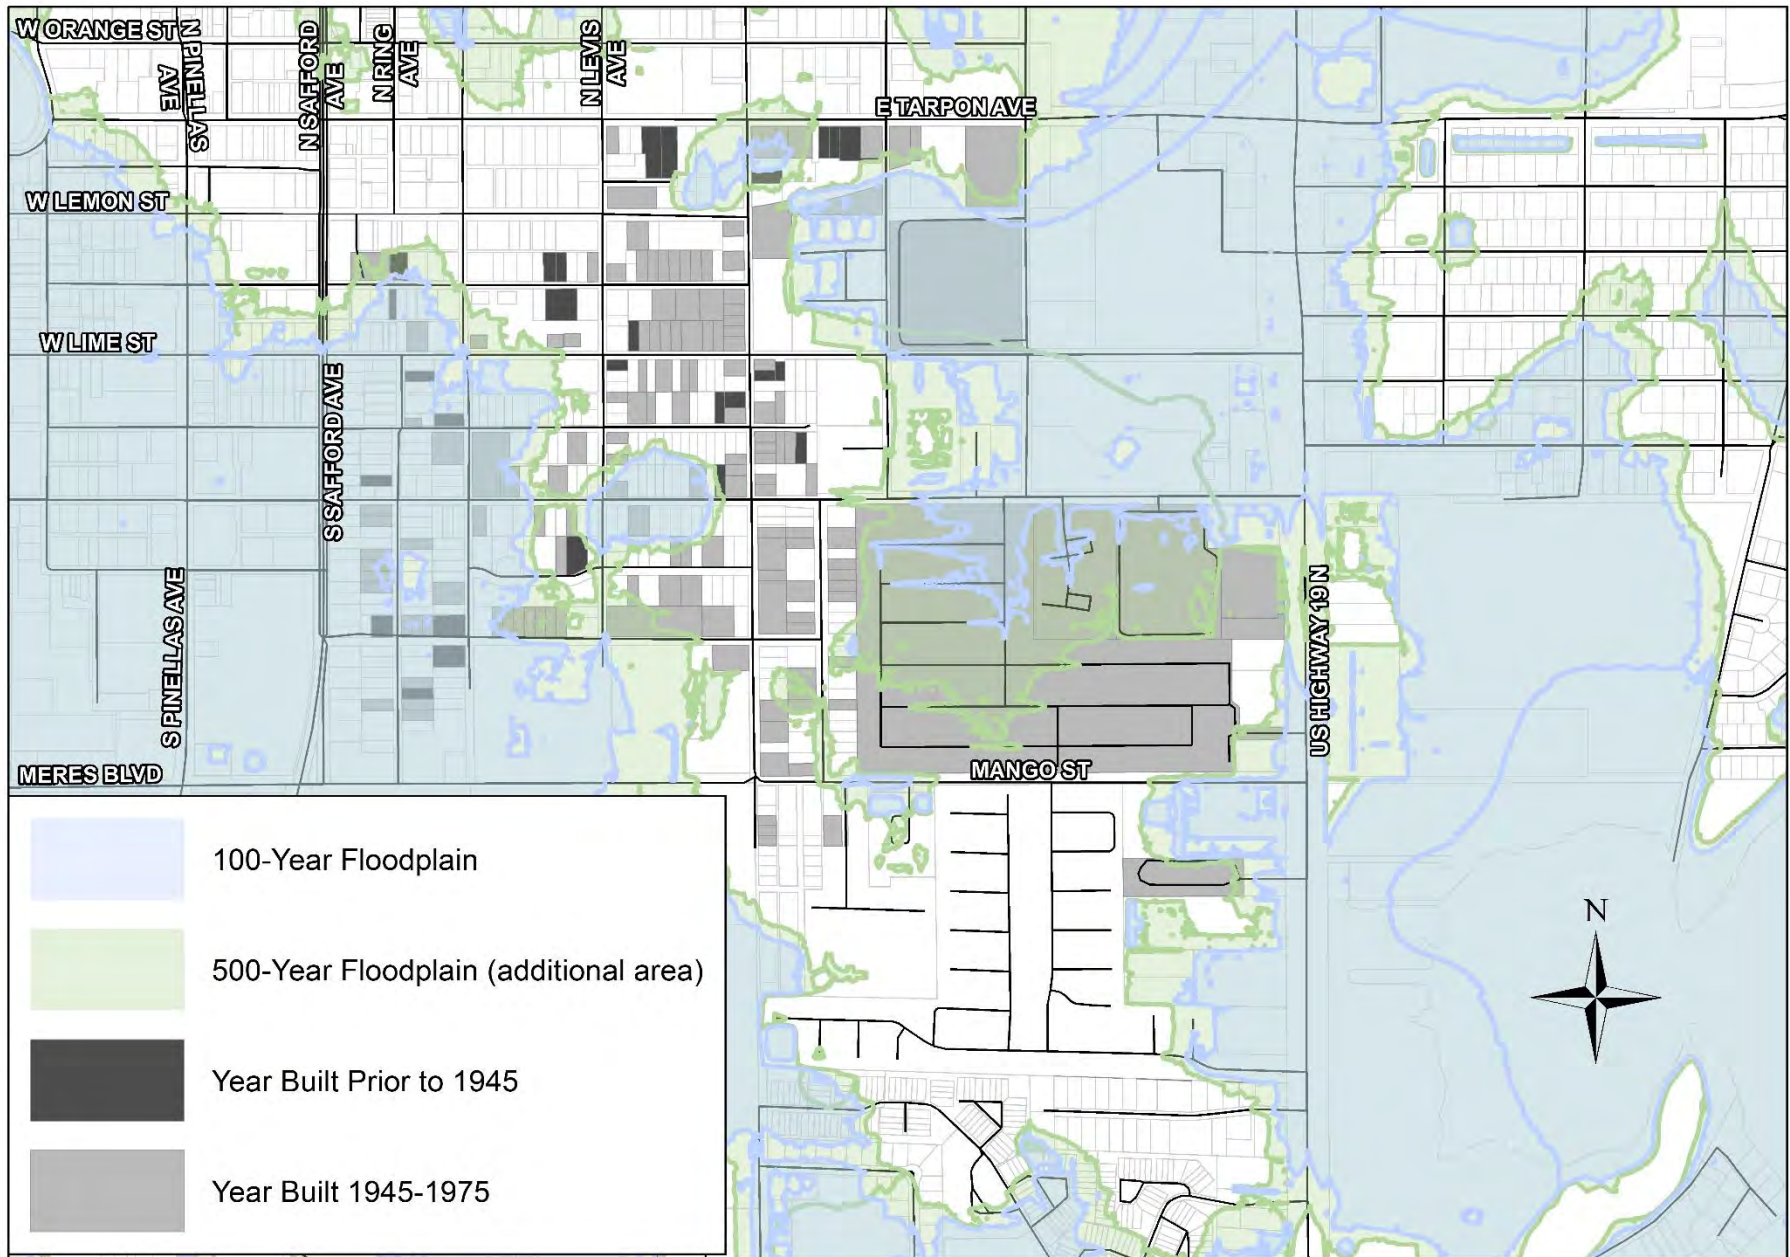 W ORANGE ST
N PINELLAS
AVE
N SAFFORD
AVE
N RING
AVE
N LEVIS
AVE
E TARPON AVE
W LEMON ST
W LIME ST
S SAFFORD AVE
S PINELLAS AVE
US HIGHWAY 19 N
MERES BLVD
MANGO ST
100-Year Floodplain
500-Year Floodplain (additional area)
Year Built Prior to 1945
Year Built 1945-1975
N